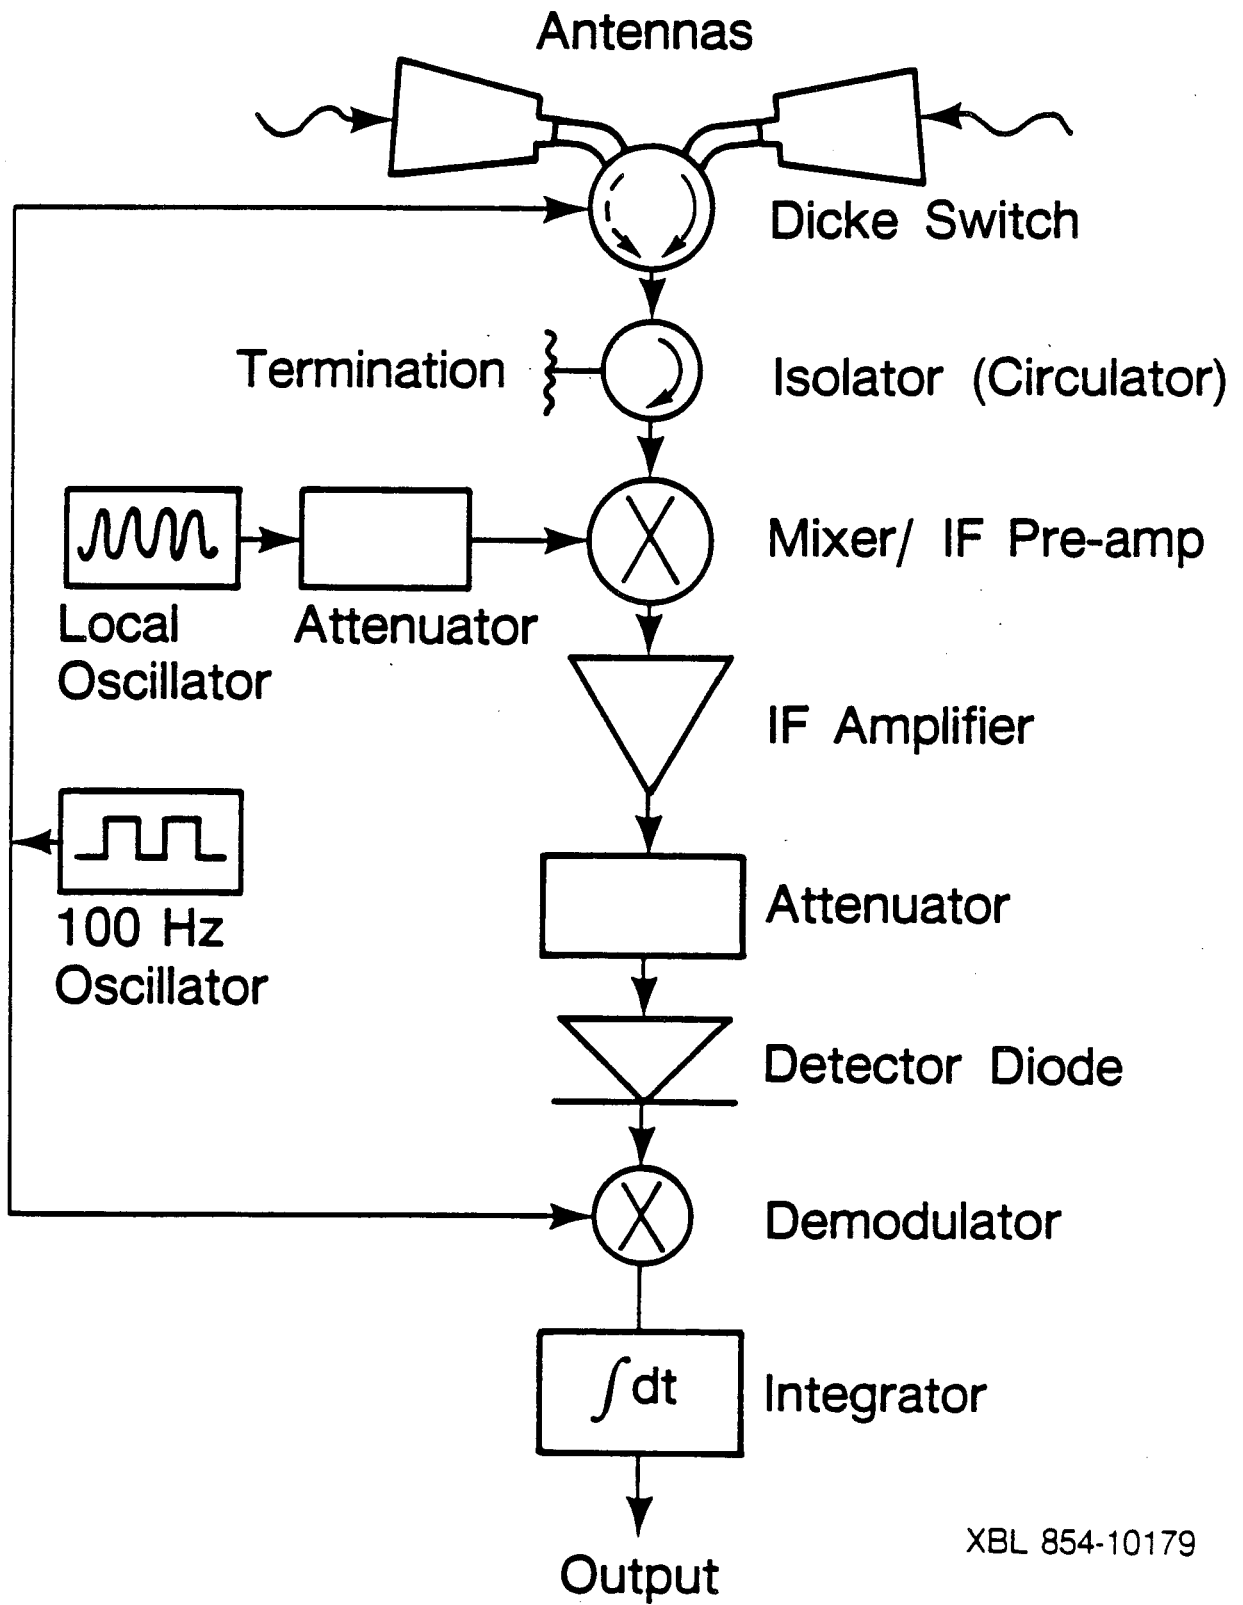 Antennas
Dicke Switch
Termination
Isolator (Circulator)
Mixer/ IF Pre-amp
Local
Oscillator
Attenuator
IF Amplifier
100 Hz
Oscillator
Attenuator
Detector Diode
Demodulator
∫dt
Integrator
Output
XBL 854-10179